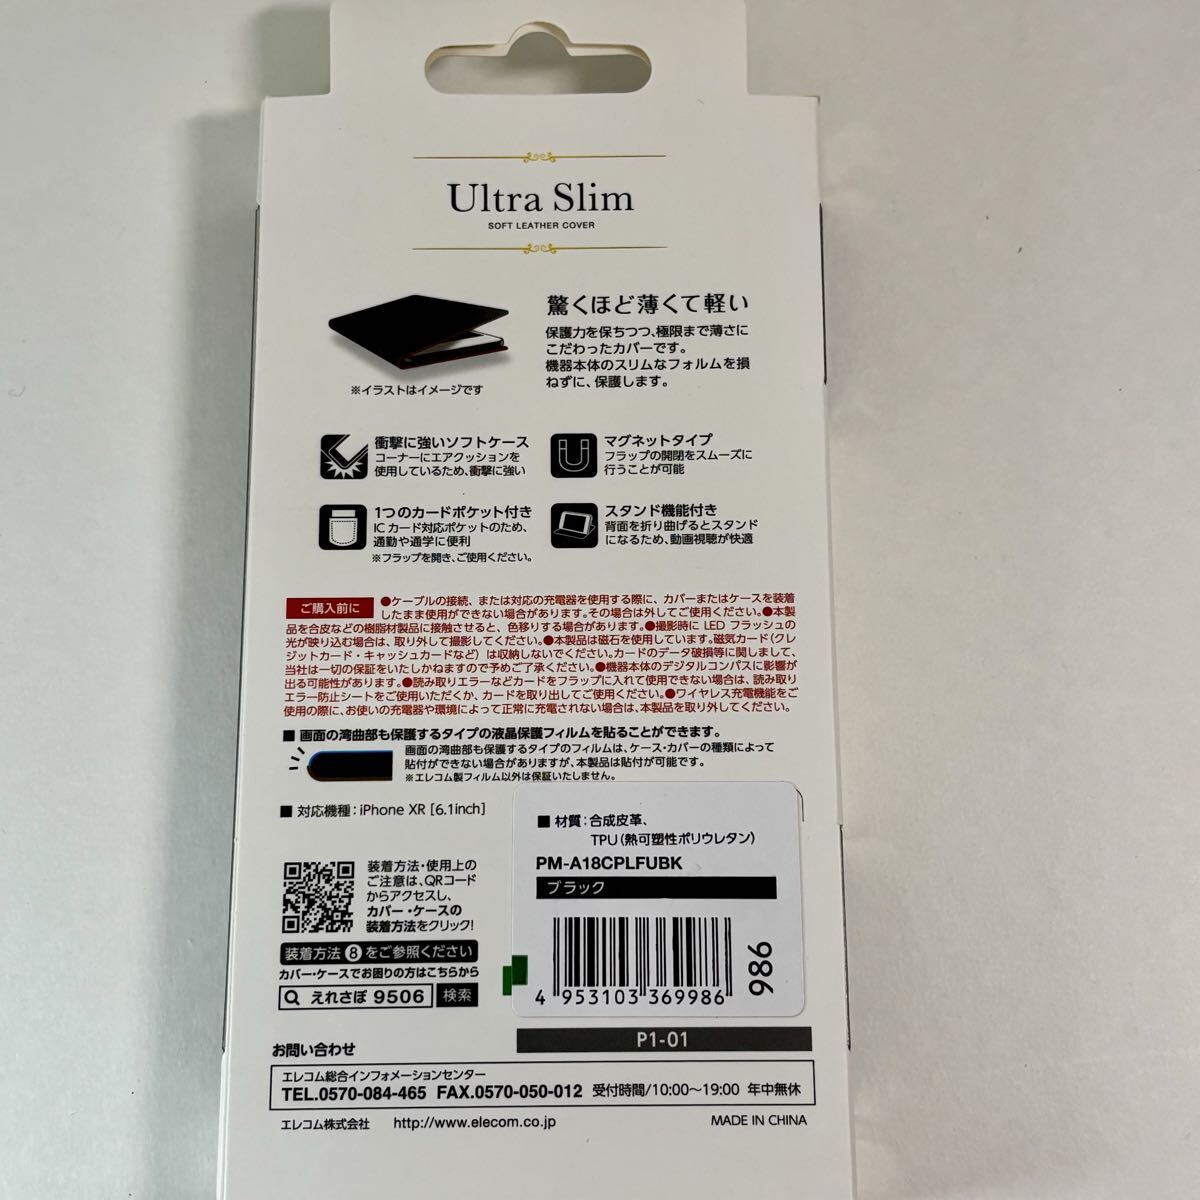 Ultra Slim
SOFT LEATHER COVER
驚くほど薄くて軽い
保護力を保ちつつ、極限まで薄さに
こだわったカバーです。
機器本体のスリムなフォルムを損
ねずに、保護します。
※イラストはイメージです
衝撃に強いソフトケース
コーナーにエアクッションを
使用しているため、衝撃に強い
マグネットタイプ
フラップの開閉をスムーズに
行うことが可能
1つのカードポケット付き
ICカード対応ポケットのため、
通勤や通学に便利
※フラップを開き、ご使用ください。
スタンド機能付き
背面を折り曲げるとスタンド
になるため、動画視聴が快適
ご購入前に ●ケーブルの接続、または対応の充電器を使用する際に、カバーまたはケースを装着
したまま使用ができない場合があります。その場合は外してご使用ください。●本製
品を合皮などの樹脂材製品に接触させると、色移りする場合があります。●撮影時に LED フラッシュの
光が映り込む場合は、取り外して撮影してください。●本製品は磁石を使用しています。磁気カード(クレ
ジットカード・キャッシュカードなど)は収納しないでください。カードのデータ破損等に関しまして、
当社は一切の保証をいたしかねますので予めご了承ください。●機器本体のデジタルコンパスに影響が
出る可能性があります。●読み取りエラーなどカードをフラップに入れて使用できない場合は、読み取り
エラー防止シートをご使用いただくか、カードを取り出してご使用ください。●ワイヤレス充電機能をご
使用の際に、お使いの充電器や環境によって正常に充電されない場合は、本製品を取り外してください。
■ 画面の湾曲部も保護するタイプの液晶保護フィルムを貼ることができます。
画面の湾曲部も保護するタイプのフィルムは、ケース・カバーの種類によって
貼付ができない場合がありますが、本製品は貼付が可能です。
※エレコム製フィルム以外は保証いたしません。
■ 対応機種:iPhone XR [6.1inch]
■ 材質:合成皮革、
TPU(熱可塑性ポリウレタン)
PM-A18CPLFUBK
ブラック
4 953103 369986
986
装着方法・使用上の
ご注意は、QRコード
からアクセスし、
カバー・ケースの
装着方法をクリック!
装着方法 8 をご参照ください
カバー・ケースでお困りの方はこちらから
えれさぽ 9506 検索
P1-01
お問い合わせ
エレコム総合インフォメーションセンター
TEL.0570-084-465 FAX.0570-050-012 受付時間/10:00～19:00 年中無休
エレコム株式会社 http://www.elecom.co.jp MADE IN CHINA